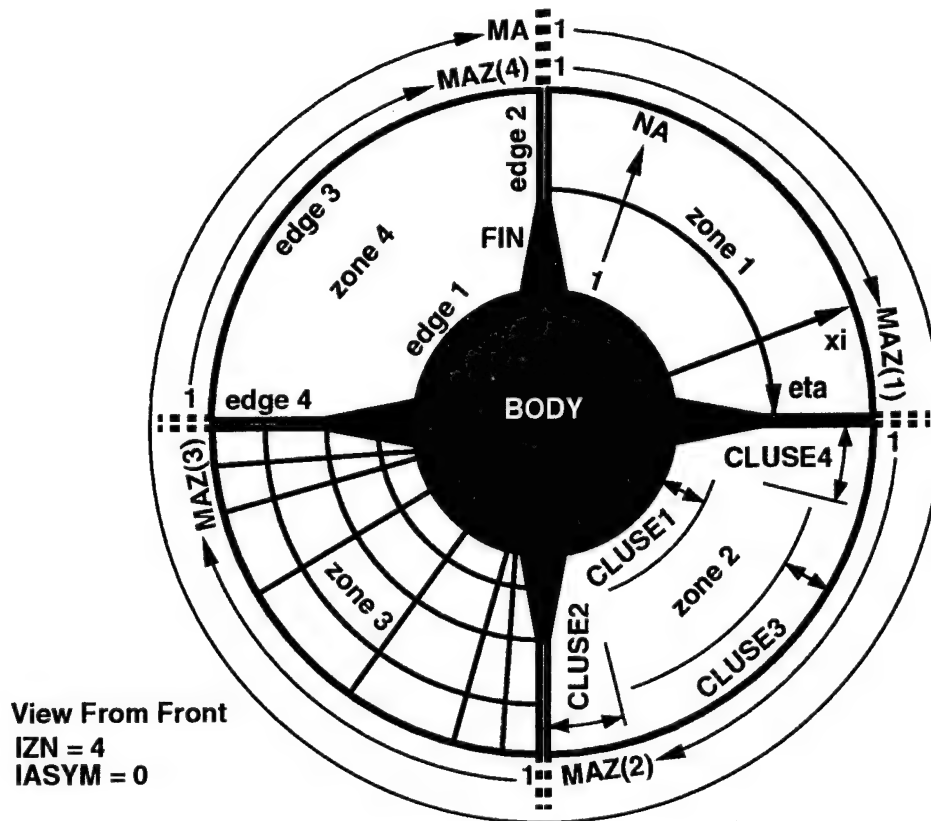 MA 1
MAZ(4) 1
edge 2
NA
edge 3
zone 4
FIN
zone 1
1
edge 1
xi
MAZ(1)
1
edge 4
BODY
eta
1
MAZ(3)
CLUSE4
CLUSE1
zone 2
zone 3
CLUSE2
CLUSE3
View From Front
IZN = 4
IASYM = 0
1
MAZ(2)